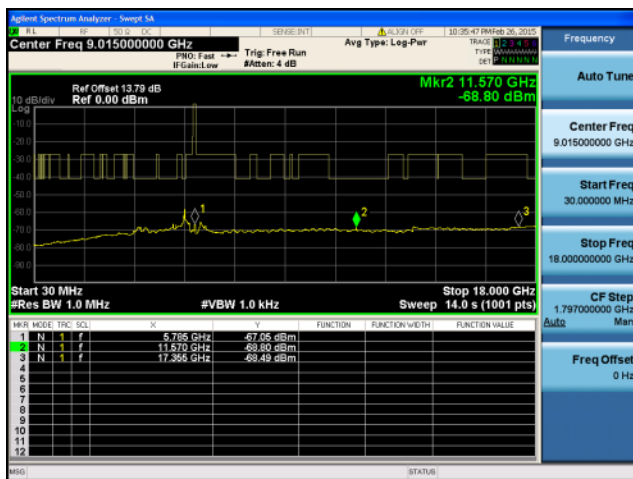 Agilent Spectrum Analyzer - Swept SA
RL RF 50 Ω DC SENSE:INT ALIGN OFF 10:35:47 PM Feb 26, 2015
Center Freq 9.015000000 GHz
PNO: Fast
IFGain:Low
Trig: Free Run
#Atten: 4 dB
Avg Type: Log-Pwr
TRACE 1 2 3 4 5 6
TYPE
DET P N N N N N
Ref Offset 13.79 dB
10 dB/div Ref 0.00 dBm
Log
Mkr2 11.570 GHz
-68.80 dBm
-10.0
-20.0
-30.0
-40.0
-50.0
-60.0
-70.0
-80.0
-90.0
1
2
3
Start 30 MHz Stop 18.000 GHz
#Res BW 1.0 MHz #VBW 1.0 kHz Sweep 14.0 s (1001 pts)
MKR MODE TRC SCL X Y FUNCTION FUNCTION WIDTH FUNCTION VALUE
1 N 1 f 5.785 GHz -67.05 dBm
2 N 1 f 11.570 GHz -68.80 dBm
3 N 1 f 17.355 GHz -68.49 dBm
4
5
6
7
8
9
10
11
12
MSG STATUS
Frequency
Auto Tune
Center Freq
9.015000000 GHz
Start Freq
30.000000 MHz
Stop Freq
18.000000000 GHz
CF Step
1.797000000 GHz
Auto Man
Freq Offset
0 Hz